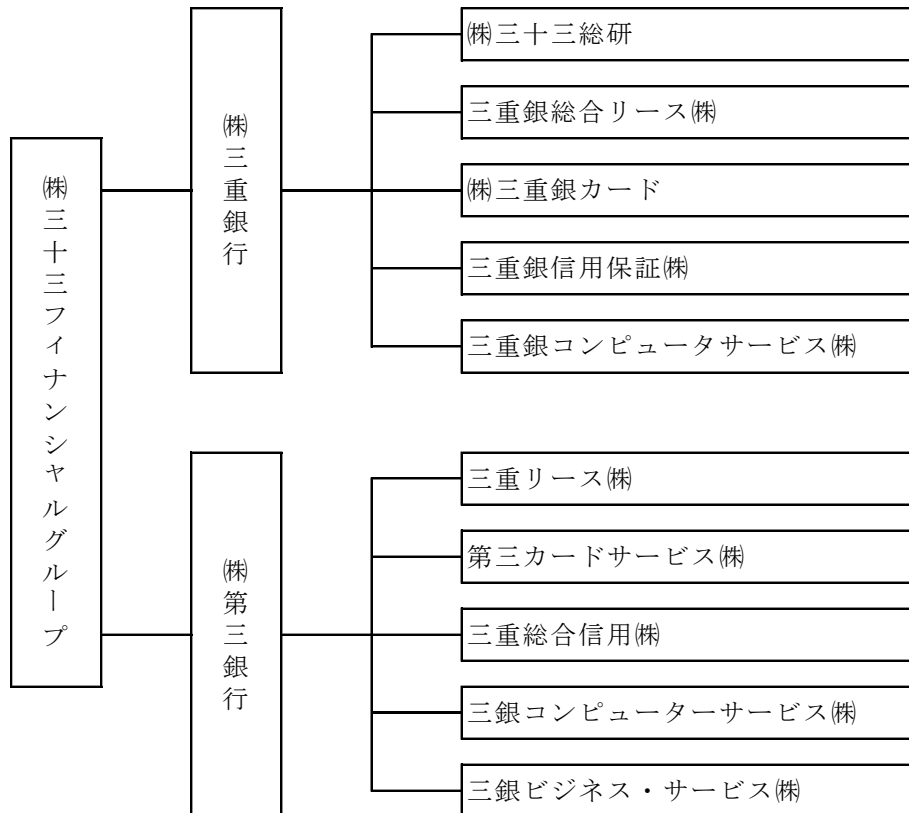 ㈱三十三フィナンシャルグループ
㈱三重銀行
㈱三十三総研
三重銀総合リース㈱
㈱三重銀カード
三重銀信用保証㈱
三重銀コンピュータサービス㈱
㈱第三銀行
三重リース㈱
第三カードサービス㈱
三重総合信用㈱
三銀コンピューターサービス㈱
三銀ビジネス・サービス㈱